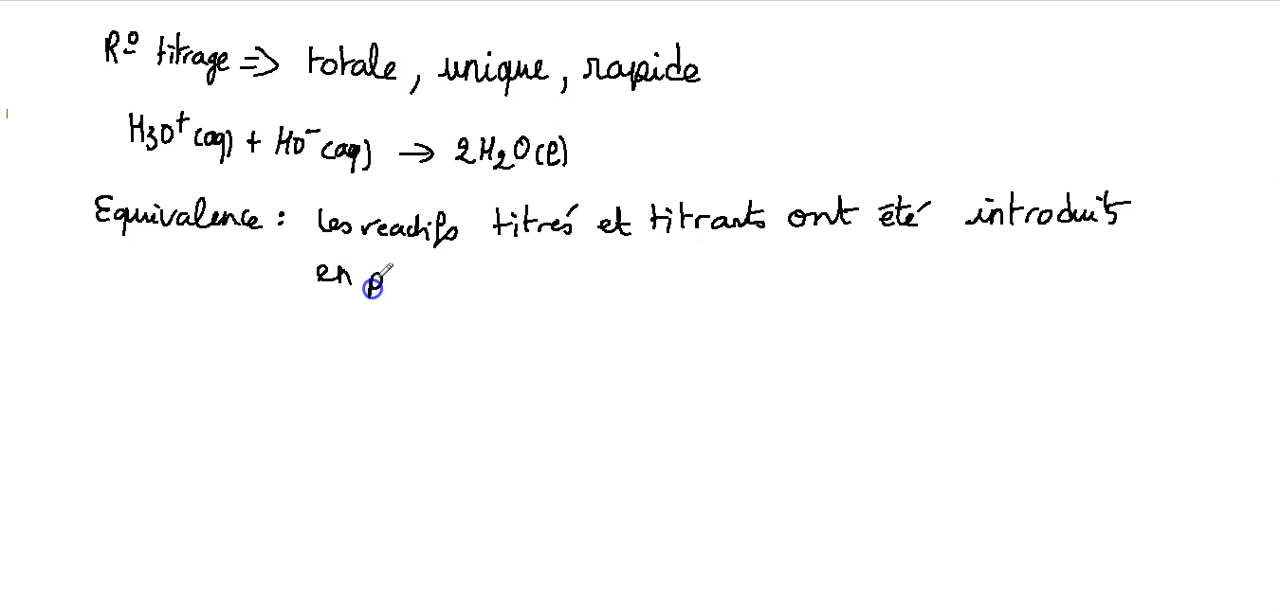 Rº titrage => totale, unique, rapide
H3O+(aq) + HO-(aq) → 2H2O(l)
Equivalence : les reactifs titrés et titrants ont été introduits
en p